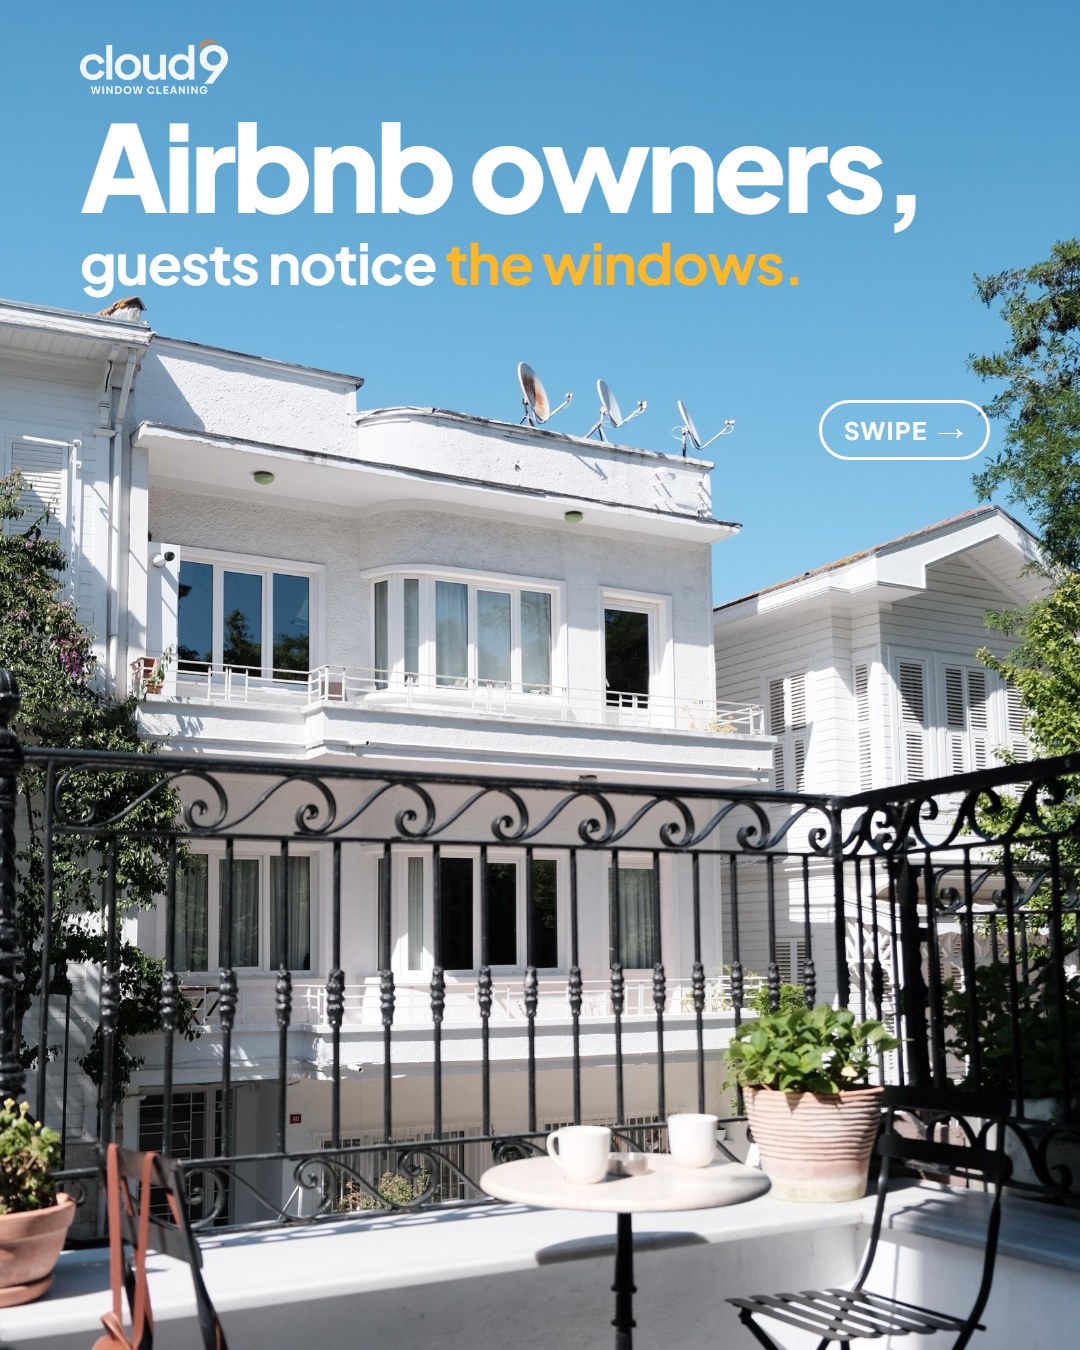 cloud9
WINDOW CLEANING
Airbnb owners,
guests notice the windows.
SWIPE →